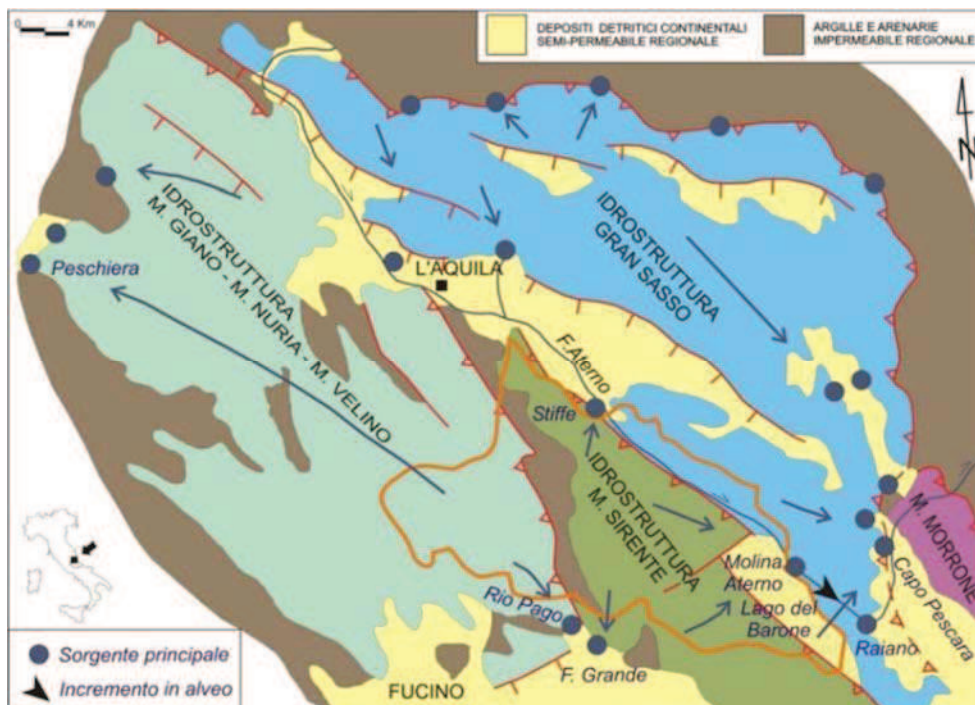 0 4 Km
DEPOSITI DETRITICI CONTINENTALI
SEMI-PERMEABILE REGIONALE
ARGILLE E ARENARIE
IMPERMEABILE REGIONALE
N
IDROSTRUTTURA
M. GIANO - M. NURIA - M. VELINO
IDROSTRUTTURA
GRAN SASSO
Peschiera
L'AQUILA
F.Aterno
Stiffe
IDROSTRUTTURA
M. SIRENTE
M. MORRONE
Molina
Aterno
Lago del
Barone
Capo Pescara
Rio Pago
Raiano
F. Grande
FUCINO
Sorgente principale
Incremento in alveo